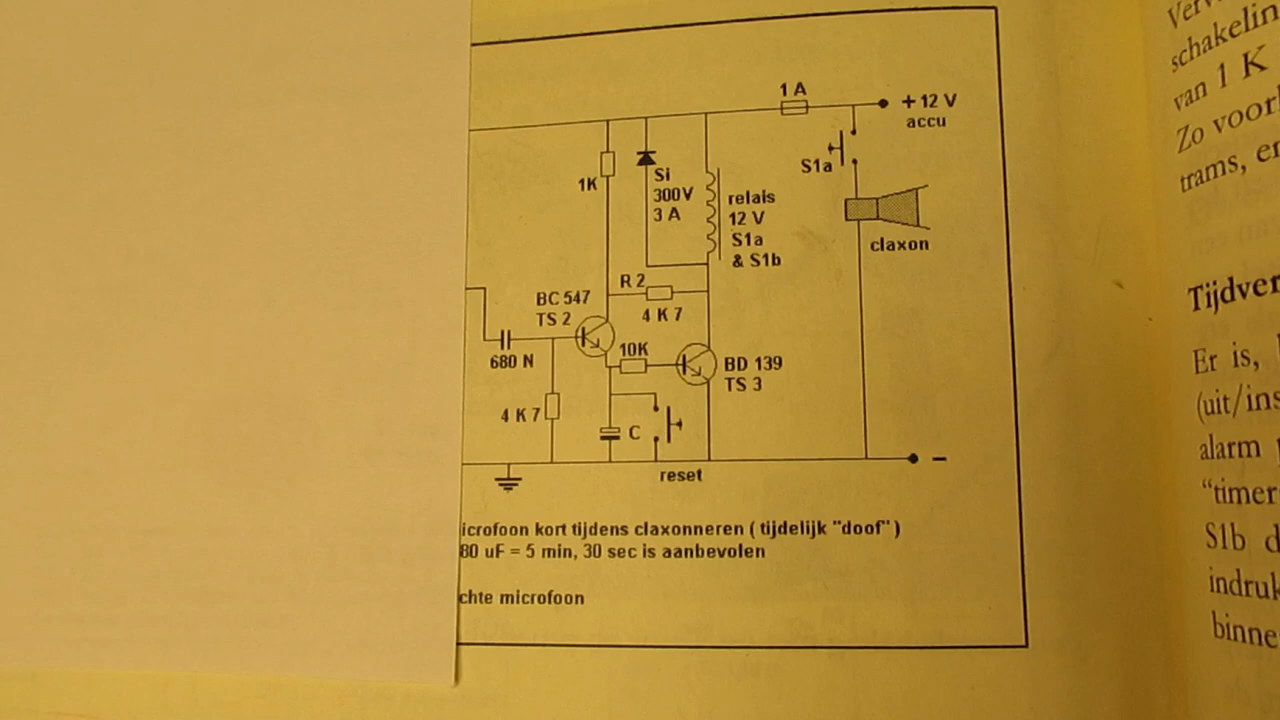 1 A
+ 12 V
accu
S1a
1K
Si
300V
3 A
relais
12 V
S1a
& S1b
claxon
R 2
4 K 7
BC 547
TS 2
680 N
10K
BD 139
TS 3
4 K 7
C
reset
−
icrofoon kort tijdens claxonneren ( tijdelijk "doof" )
80 uF = 5 min, 30 sec is aanbevolen
chte microfoon
Verv
schakelin
van 1 K
Zo voorl
trams, er
Tijdver
Er is,
(uit/ins
alarm
“timer
S1b d
indruk
binne